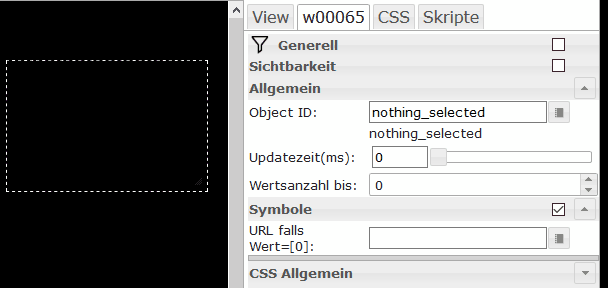 View w00065 CSS Skripte
Generell
Sichtbarkeit
Allgemein
Object ID: nothing_selected
nothing_selected
Updatezeit(ms): 0
Wertsanzahl bis: 0
Symbole
URL falls
Wert=[0]:
CSS Allgemein